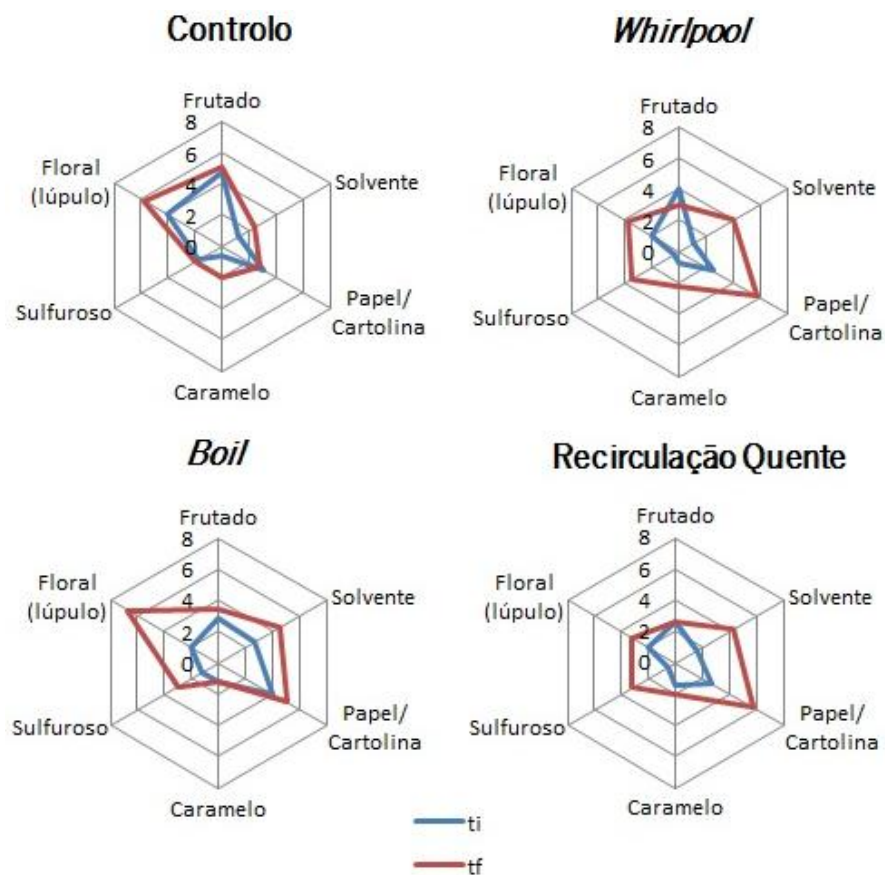 Controlo
Frutado
8
6
4
2
0
Floral
(lúpulo)
Solvente
Sulfuroso
Papel/
Cartolina
Caramelo
Whirlpool
Frutado
8
6
4
2
0
Floral
(lúpulo)
Solvente
Sulfuroso
Papel/
Cartolina
Caramelo
Boil
Frutado
8
6
4
2
0
Floral
(lúpulo)
Solvente
Sulfuroso
Papel/
Cartolina
Caramelo
Recirculação Quente
Frutado
8
6
4
2
0
Floral
(lúpulo)
Solvente
Sulfuroso
Papel/
Cartolina
Caramelo
ti
tf